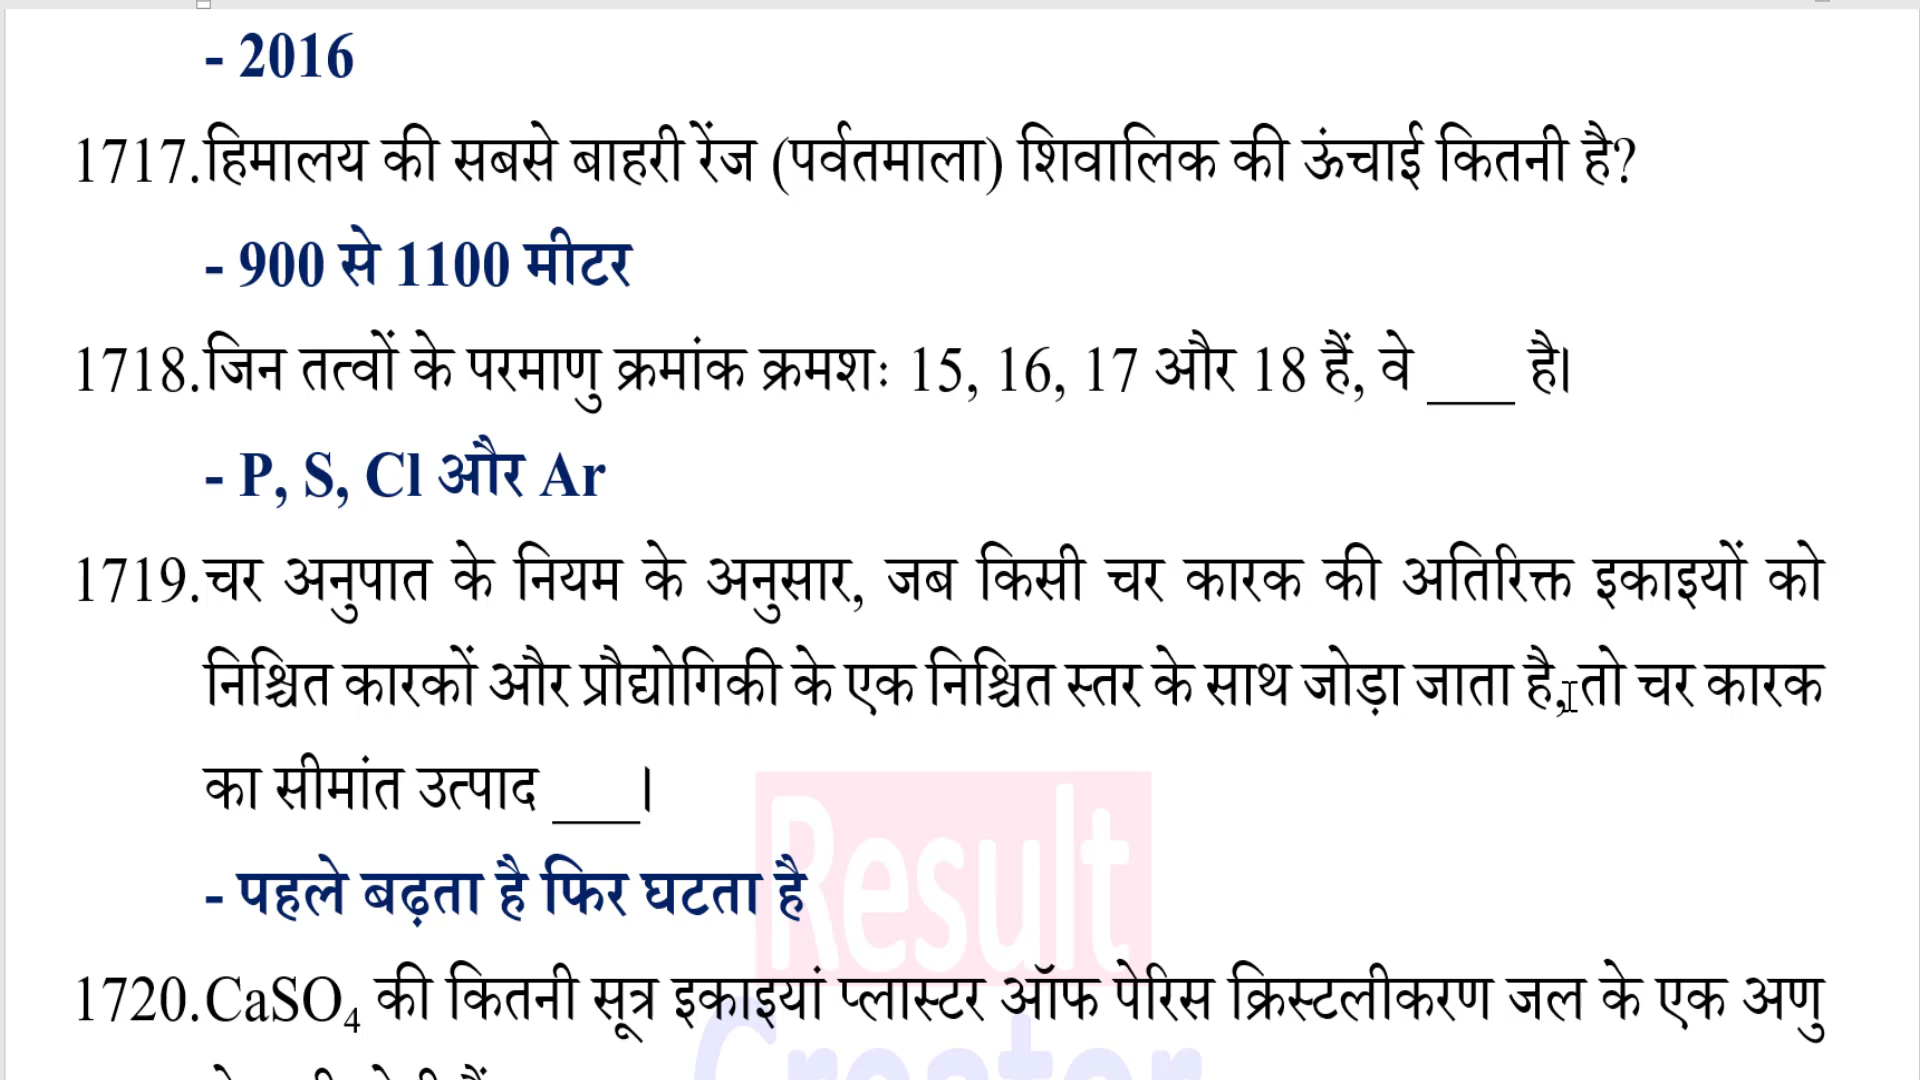 - 2016
1717.हिमालय की सबसे बाहरी रेंज (पर्वतमाला) शिवालिक की ऊंचाई कितनी है?
- 900 से 1100 मीटर
1718.जिन तत्वों के परमाणु क्रमांक क्रमशः 15, 16, 17 और 18 हैं, वे ___ है।
- P, S, Cl और Ar
1719.चर अनुपात के नियम के अनुसार, जब किसी चर कारक की अतिरिक्त इकाइयों को
निश्चित कारकों और प्रौद्योगिकी के एक निश्चित स्तर के साथ जोड़ा जाता है, तो चर कारक
का सीमांत उत्पाद ___।
- पहले बढ़ता है फिर घटता है
Result
1720.CaSO₄ की कितनी सूत्र इकाइयां प्लास्टर ऑफ पेरिस क्रिस्टलीकरण जल के एक अणु
Creator